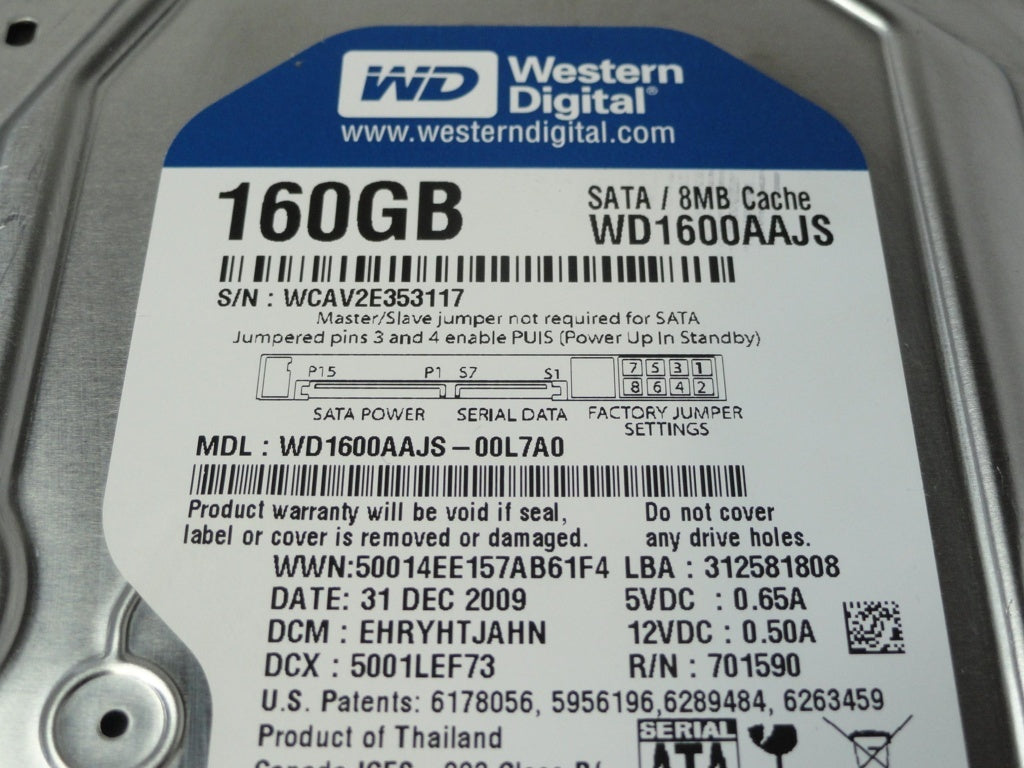 WD Western
Digital®
www.westerndigital.com
160GB
SATA / 8MB Cache
WD1600AAJS
S/N : WCAV2E353117
Master/Slave jumper not required for SATA
Jumpered pins 3 and 4 enable PUIS (Power Up In Standby)
P15 P1 S7 S1 7 5 3 1
8 6 4 2
SATA POWER SERIAL DATA FACTORY JUMPER
SETTINGS
MDL : WD1600AAJS – 00L7A0
Product warranty will be void if seal,
label or cover is removed or damaged.
Do not cover
any drive holes.
WWN:50014EE157AB61F4 LBA : 312581808
DATE: 31 DEC 2009 5VDC : 0.65A
DCM : EHRYHTJAHN 12VDC : 0.50A
DCX : 5001LEF73 R/N : 701590
U.S. Patents: 6178056, 5956196,6289484, 6263459
Product of Thailand
SERIAL
ATA